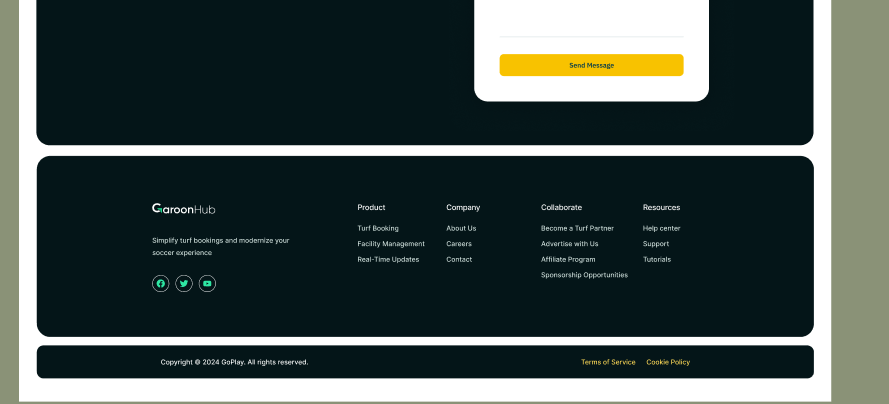 Send Message
GaroonHub
Simplify turf bookings and modernize your
soccer experience
Product
Turf Booking
Facility Management
Real-Time Updates
Company
About Us
Careers
Contact
Collaborate
Become a Turf Partner
Advertise with Us
Affiliate Program
Sponsorship Opportunities
Resources
Help center
Support
Tutorials
Copyright © 2024 GoPlay. All rights reserved.
Terms of Service
Cookie Policy